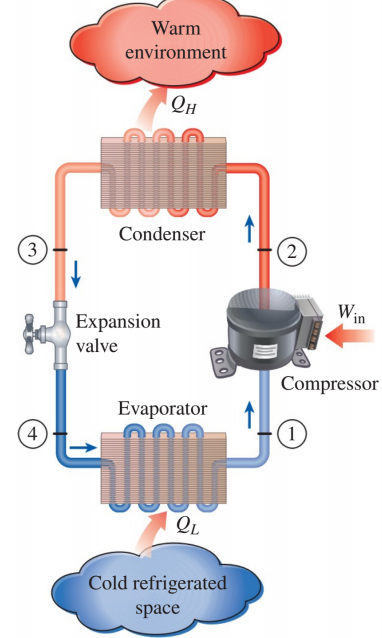 Warm
environment
Q_H
Condenser
3
2
Expansion
valve
W_in
Compressor
Evaporator
4
1
Q_L
Cold refrigerated
space